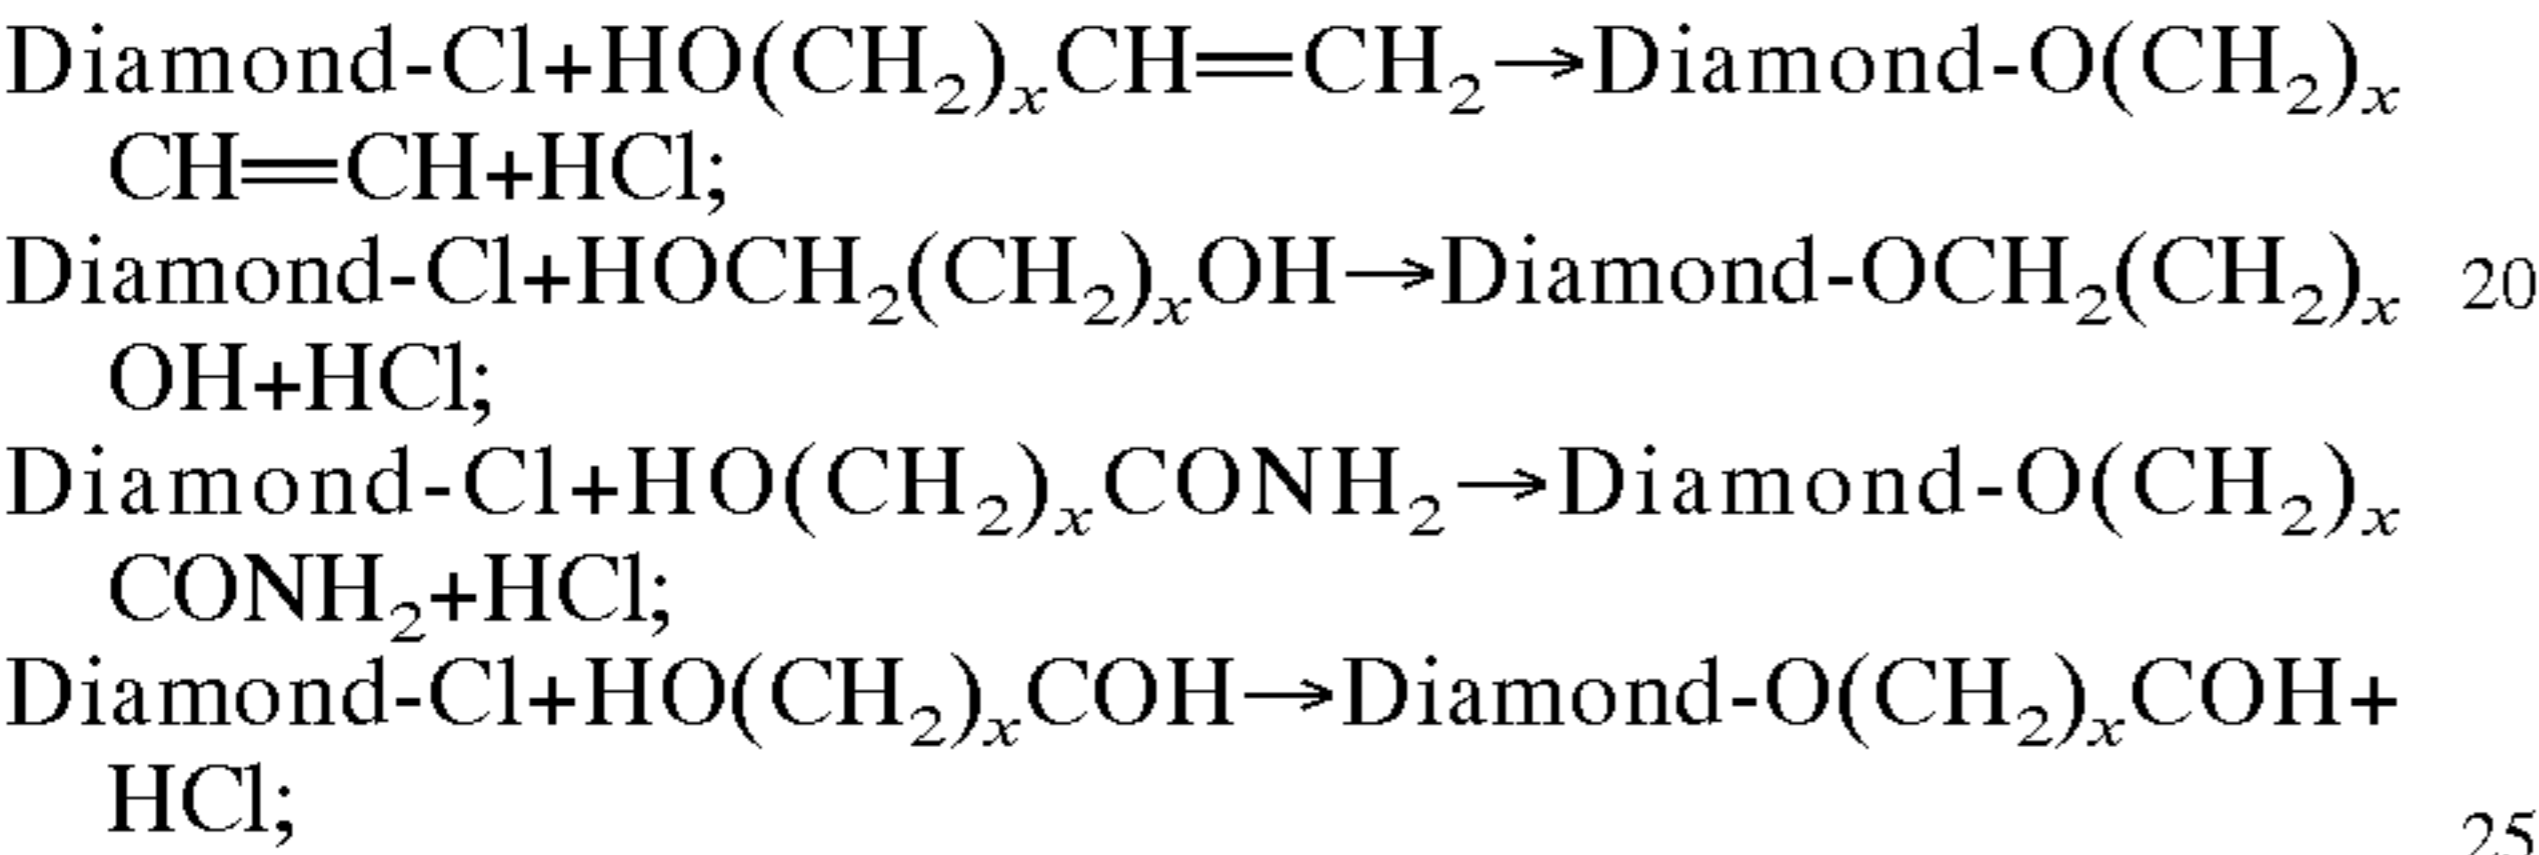 Diamond-Cl+HO(CH₂)ₓCH=CH₂→Diamond-O(CH₂)ₓ
CH=CH+HCl;
Diamond-Cl+HOCH₂(CH₂)ₓOH→Diamond-OCH₂(CH₂)ₓ 20
OH+HCl;
Diamond-Cl+HO(CH₂)ₓCONH₂→Diamond-O(CH₂)ₓ
CONH₂+HCl;
Diamond-Cl+HO(CH₂)ₓCOH→Diamond-O(CH₂)ₓCOH+
HCl;
25